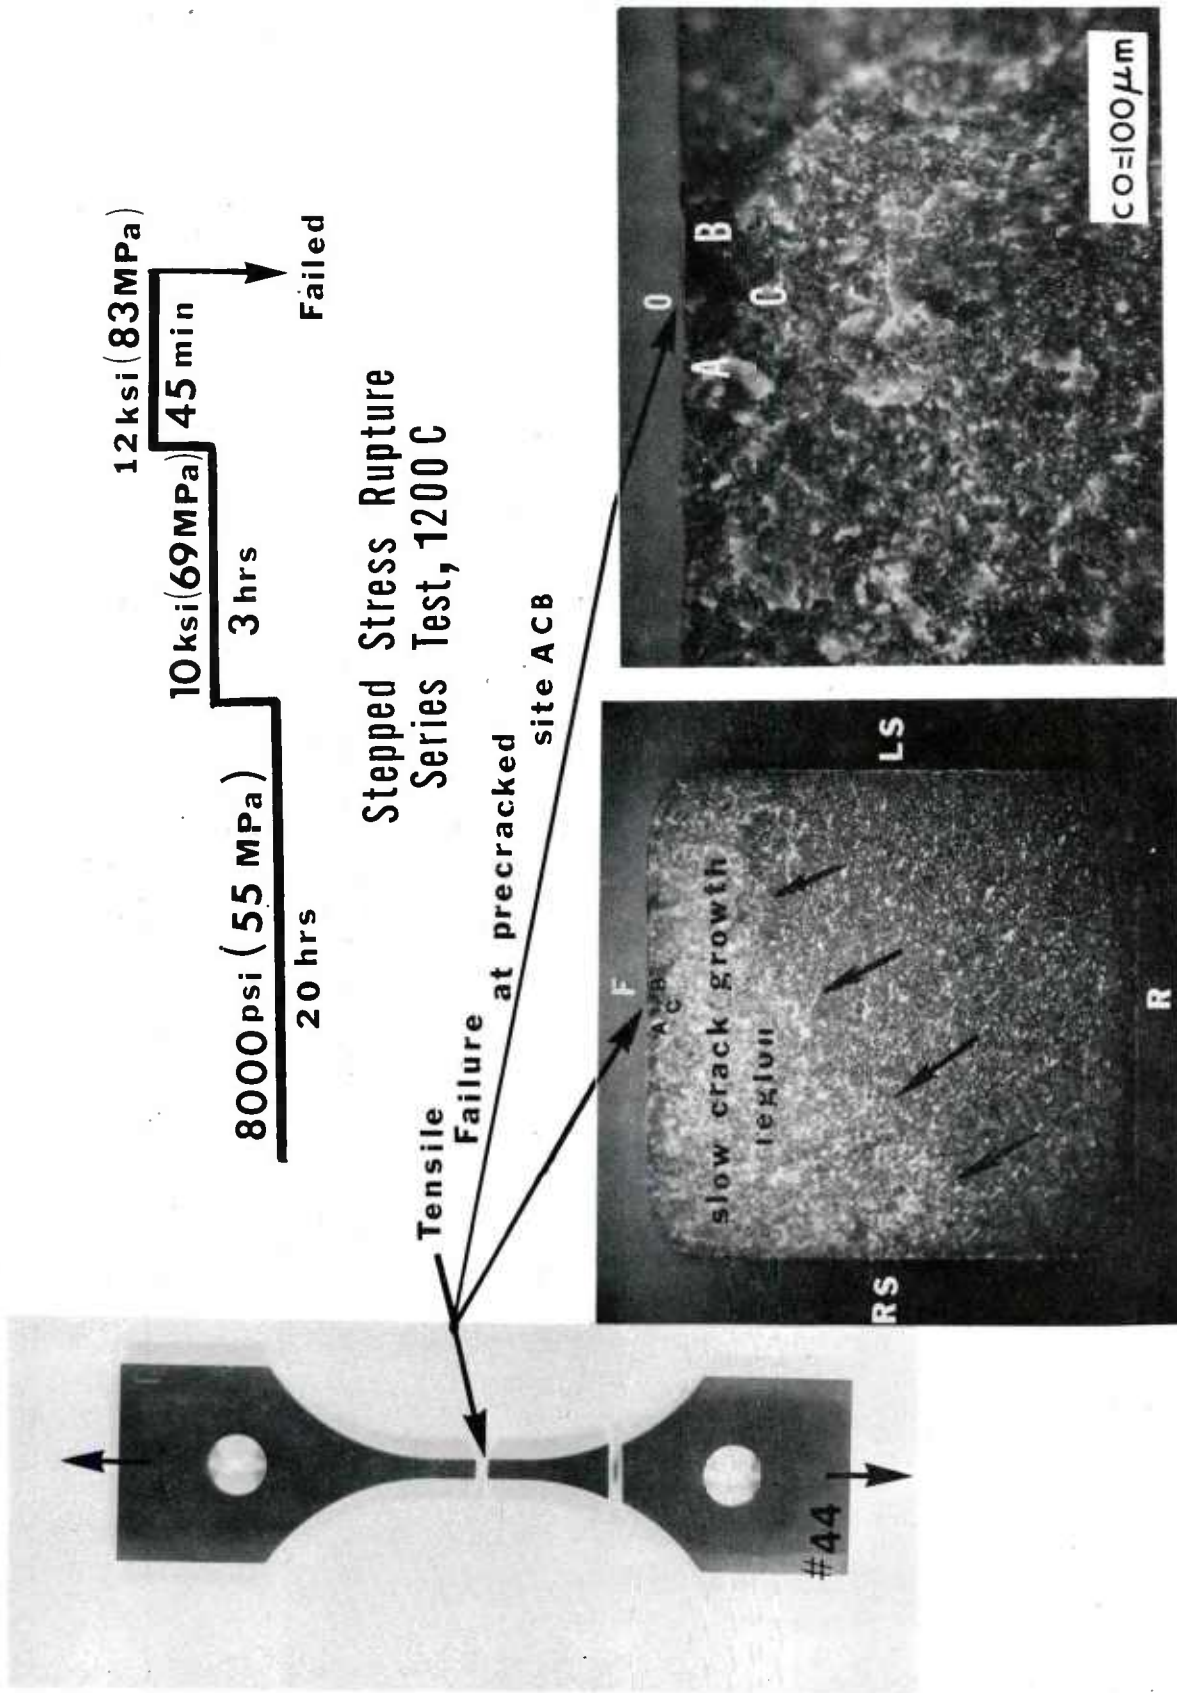 8000psi (55 MPa)
20 hrs
10ksi(69MPa)
3 hrs
12ksi(83MPa)
45 min
Failed
Stepped Stress Rupture
Series Test, 1200 C
Tensile
Failure at precracked
site ACB
#44
F
A B
C
slow crack growth
region
RS
LS
R
O
A
B
C
CO=100μm